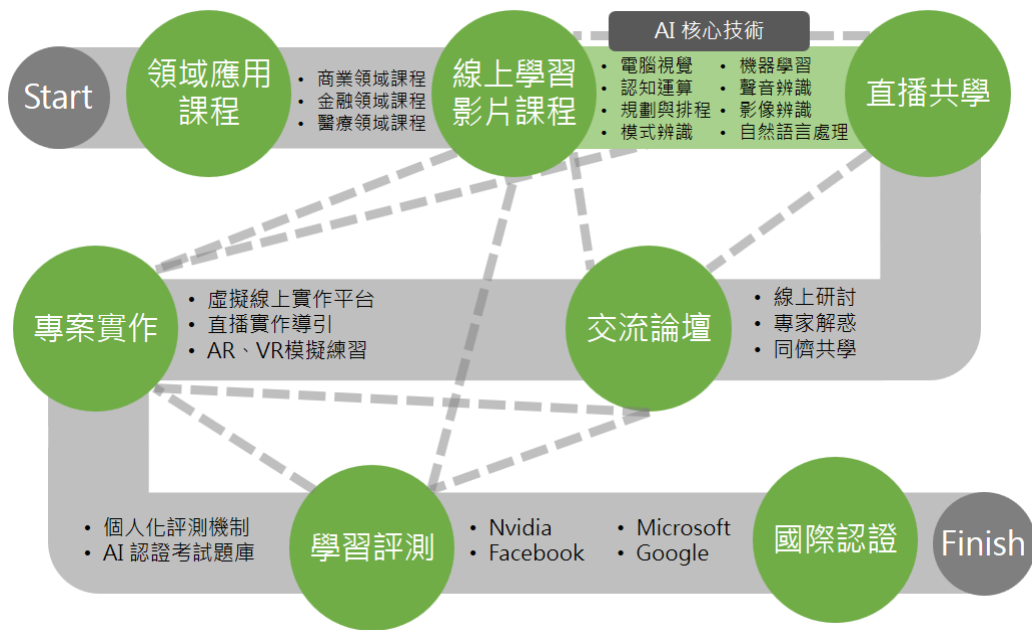 AI 核心技術
Start
領域應用
課程
• 商業領域課程
• 金融領域課程
• 醫療領域課程
線上學習
影片課程
• 電腦視覺
• 認知運算
• 規劃與排程
• 模式辨識
• 機器學習
• 聲音辨識
• 影像辨識
• 自然語言處理
直播共學
專案實作
• 虛擬線上實作平台
• 直播實作導引
• AR、VR模擬練習
交流論壇
• 線上研討
• 專家解惑
• 同儕共學
• 個人化評測機制
• AI 認證考試題庫
學習評測
• Nvidia
• Facebook
• Microsoft
• Google
國際認證
Finish